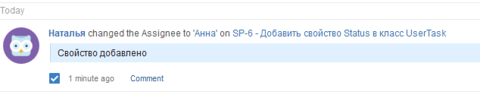 Today
Наталья changed the Assignee to 'Анна' on SP-6 - Добавить свойство Status в класс UserTask
Свойство добавлено
1 minute ago Comment